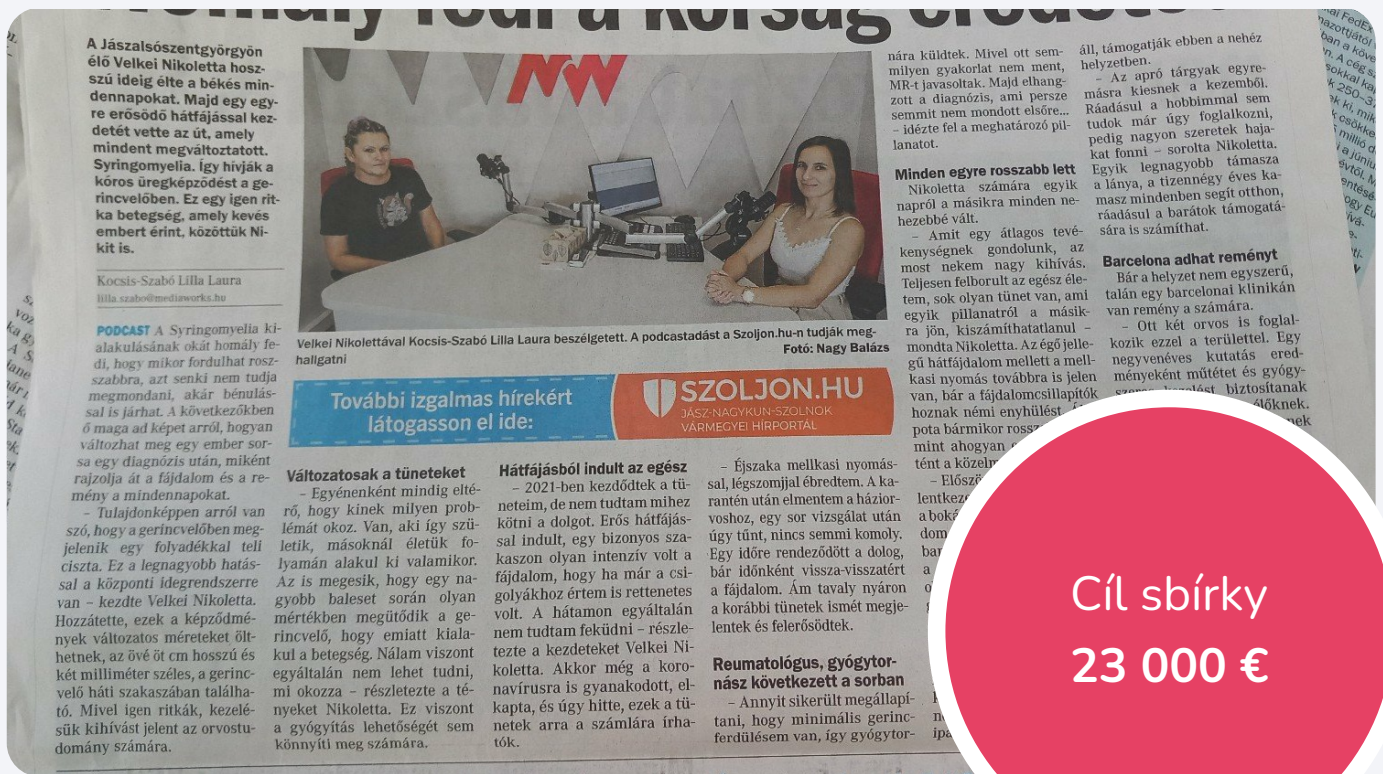 A Jászalsószentgyörgyön
élő Velkei Nikoletta hosz-
szú ideig élte a békés min-
dennapokat. Majd egy egy-
re erősödő hátfájással kez-
detét vette az út, amely
mindent megváltoztatott.
Syringomyelia. Így hívják a
kóros üregképződést a ge-
rincvelőben. Ez egy igen rit-
ka betegség, amely kevés
embert érint, közöttük Ni-
kit is.
Kocsis-Szabó Lilla Laura
lilla.szabo@mediaworks.hu
PODCAST A Syringomyelia ki-
alakulásának okát homály fe-
di, hogy mikor fordulhat rosz-
szabbra, azt senki nem tudja
megmondani, akár bénulás-
sal is járhat. A következőkben
ő maga ad képet arról, hogyan
változhat meg egy ember sor-
sa egy diagnózis után, miként
rajzolja át a fájdalom és a re-
mény a mindennapokat.
– Tulajdonképpen arról van
szó, hogy a gerincvelőben meg-
jelenik egy folyadékkal teli
ciszta. Ez a legnagyobb hatás-
sal a központi idegrendszerre
van – kezdte Velkei Nikoletta.
Hozzátette, ezek a képződmé-
nyek változatos méreteket ölt-
hetnek, az övé öt cm hosszú és
két milliméter széles, a gerinc-
velő háti szakaszában találha-
tó. Mivel igen ritkák, kezelé-
sük kihívást jelent az orvostu-
domány számára.
Velkei Nikolettával Kocsis-Szabó Lilla Laura beszélgetett. A podcastadást a Szoljon.hu-n tudják meg-
hallgatni
Fotó: Nagy Balázs
További izgalmas hírekért
látogasson el ide:
SZOLJON.HU
JÁSZ-NAGYKUN-SZOLNOK
VÁRMEGYEI HÍRPORTÁL
Változatosak a tüneteket
– Egyénenként mindig elté-
rő, hogy kinek milyen prob-
lémát okoz. Van, aki így szü-
letik, másoknál életük fo-
lyamán alakul ki valamikor.
Az is megesik, hogy egy na-
gyobb baleset során olyan
mértékben megütődik a ge-
rincvelő, hogy emiatt kiala-
kul a betegség. Nálam viszont
egyáltalán nem lehet tudni,
mi okozza – részletezte a té-
nyeket Nikoletta. Ez viszont
a gyógyítás lehetőségét sem
könnyíti meg számára.
Hátfájásból indult az egész
– 2021-ben kezdődtek a tü-
neteim, de nem tudtam mihez
kötni a dolgot. Erős hátfájás-
sal indult, egy bizonyos sza-
kaszon olyan intenzív volt a
fájdalom, hogy ha már a csi-
golyákhoz értem is rettenetes
volt. A hátamon egyáltalán
nem tudtam feküdni – részle-
tezte a kezdeteket Velkei Ni-
koletta. Akkor még a koro-
navírusra is gyanakodott, el-
kapta, és úgy hitte, ezek a tü-
netek arra a számlára írha-
tók.
– Éjszaka mellkasi nyomás-
sal, légszomjjal ébredtem. A ka-
rantén után elmentem a házior-
voshoz, egy sor vizsgálat után
úgy tűnt, nincs semmi komoly.
Egy időre rendeződött a dolog,
bár időnként vissza-visszatért
a fájdalom. Ám tavaly nyáron
a korábbi tünetek ismét megje-
lentek és felerősödtek.
Reumatológus, gyógytor-
nász következett a sorban
– Annyit sikerült megállapí-
tani, hogy minimális gerinc-
ferdülésem van, így gyógytor-
nára küldtek. Mivel ott sem-
milyen gyakorlat nem ment,
MR-t javasoltak. Majd elhang-
zott a diagnózis, ami persze
semmit nem mondott elsőre...
– idézte fel a meghatározó pil-
lanatot.
Minden egyre rosszabb lett
Nikoletta számára egyik
napról a másikra minden ne-
hezebbé vált.
– Amit egy átlagos tevé-
kenységnek gondolunk, az
most nekem nagy kihívás.
Teljesen felborult az egész éle-
tem, sok olyan tünet van, ami
egyik pillanatról a másik-
ra jön, kiszámíthatatlanul –
mondta Nikoletta. Az égő jelle-
gű hátfájdalom mellett a mell-
kasi nyomás továbbra is jelen
van, bár a fájdalomcsillapítók
hoznak némi enyhülést.
pota bármikor
mint ahogyan
tént a
áll, támogatják ebben a nehéz
helyzetben.
– Az apró tárgyak egyre-
másra kiesnek a kezemből.
Ráadásul a hobbimmal sem
tudok már úgy foglalkozni,
pedig nagyon szeretek haja-
kat fonni – sorolta Nikoletta.
Egyik legnagyobb támasza
a lánya, a tizennégy éves ka-
masz mindenben segít otthon,
ráadásul a barátok támogatá-
sára is számíthat.
Barcelona adhat reményt
Bár a helyzet nem egyszerű,
talán egy barcelonai klinikán
van remény a számára.
– Ott két orvos is foglal-
kozik ezzel a területtel. Egy
negyvenéves kutatás ered-
ményeként műtétet és gyógy-
biztosítanak
Cíl sbírky
23 000 €